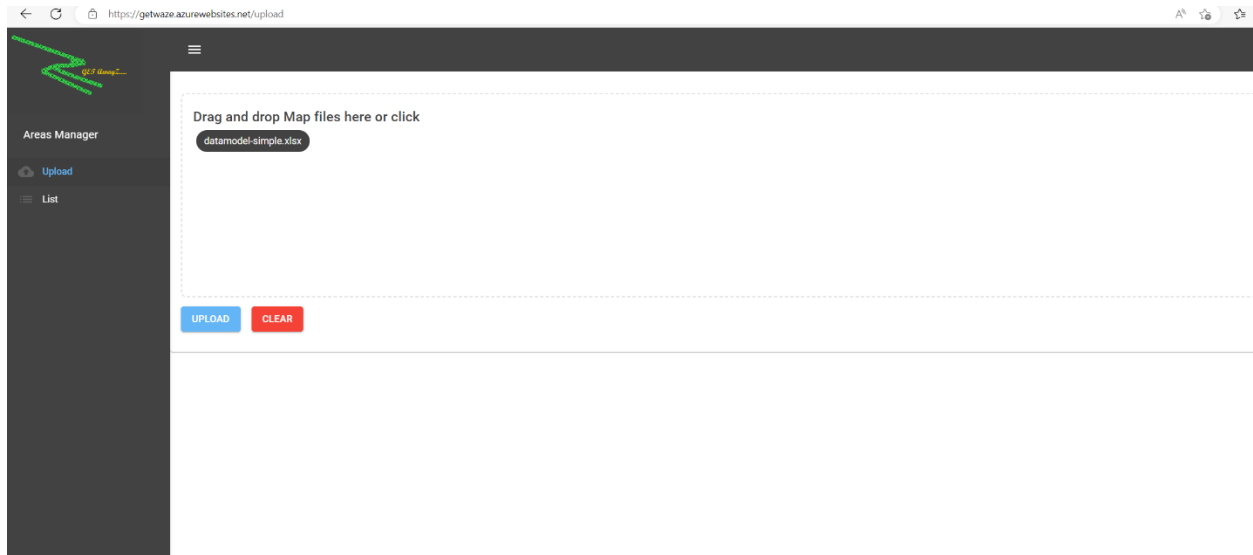 https://getwaze.azurewebsites.net/upload
Areas Manager
Upload
List
Drag and drop Map files here or click
datamodel-simple.xlsx
UPLOAD
CLEAR